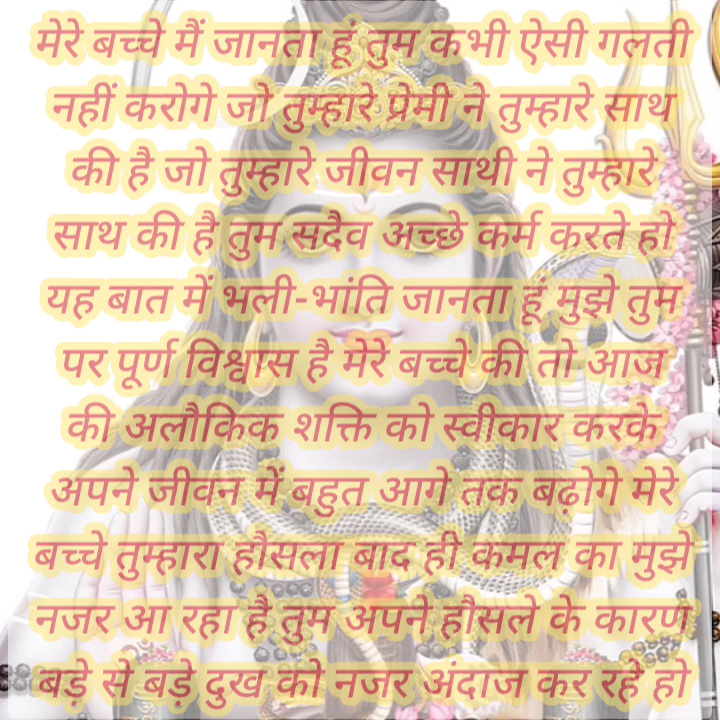 मेरे बच्चे मैं जानता हूं तुम कभी ऐसी गलती
नहीं करोगे जो तुम्हारे प्रेमी ने तुम्हारे साथ
की है जो तुम्हारे जीवन साथी ने तुम्हारे
साथ की है तुम सदैव अच्छे कर्म करते हो
यह बात में भली-भांति जानता हूं मुझे तुम
पर पूर्ण विश्वास है मेरे बच्चे की तो आज
की अलौकिक शक्ति को स्वीकार करके
अपने जीवन में बहुत आगे तक बढ़ोगे मेरे
बच्चे तुम्हारा हौसला बाद ही कमल का मुझे
नजर आ रहा है तुम अपने हौसले के कारण
बड़े से बड़े दुख को नजर अंदाज कर रहे हो